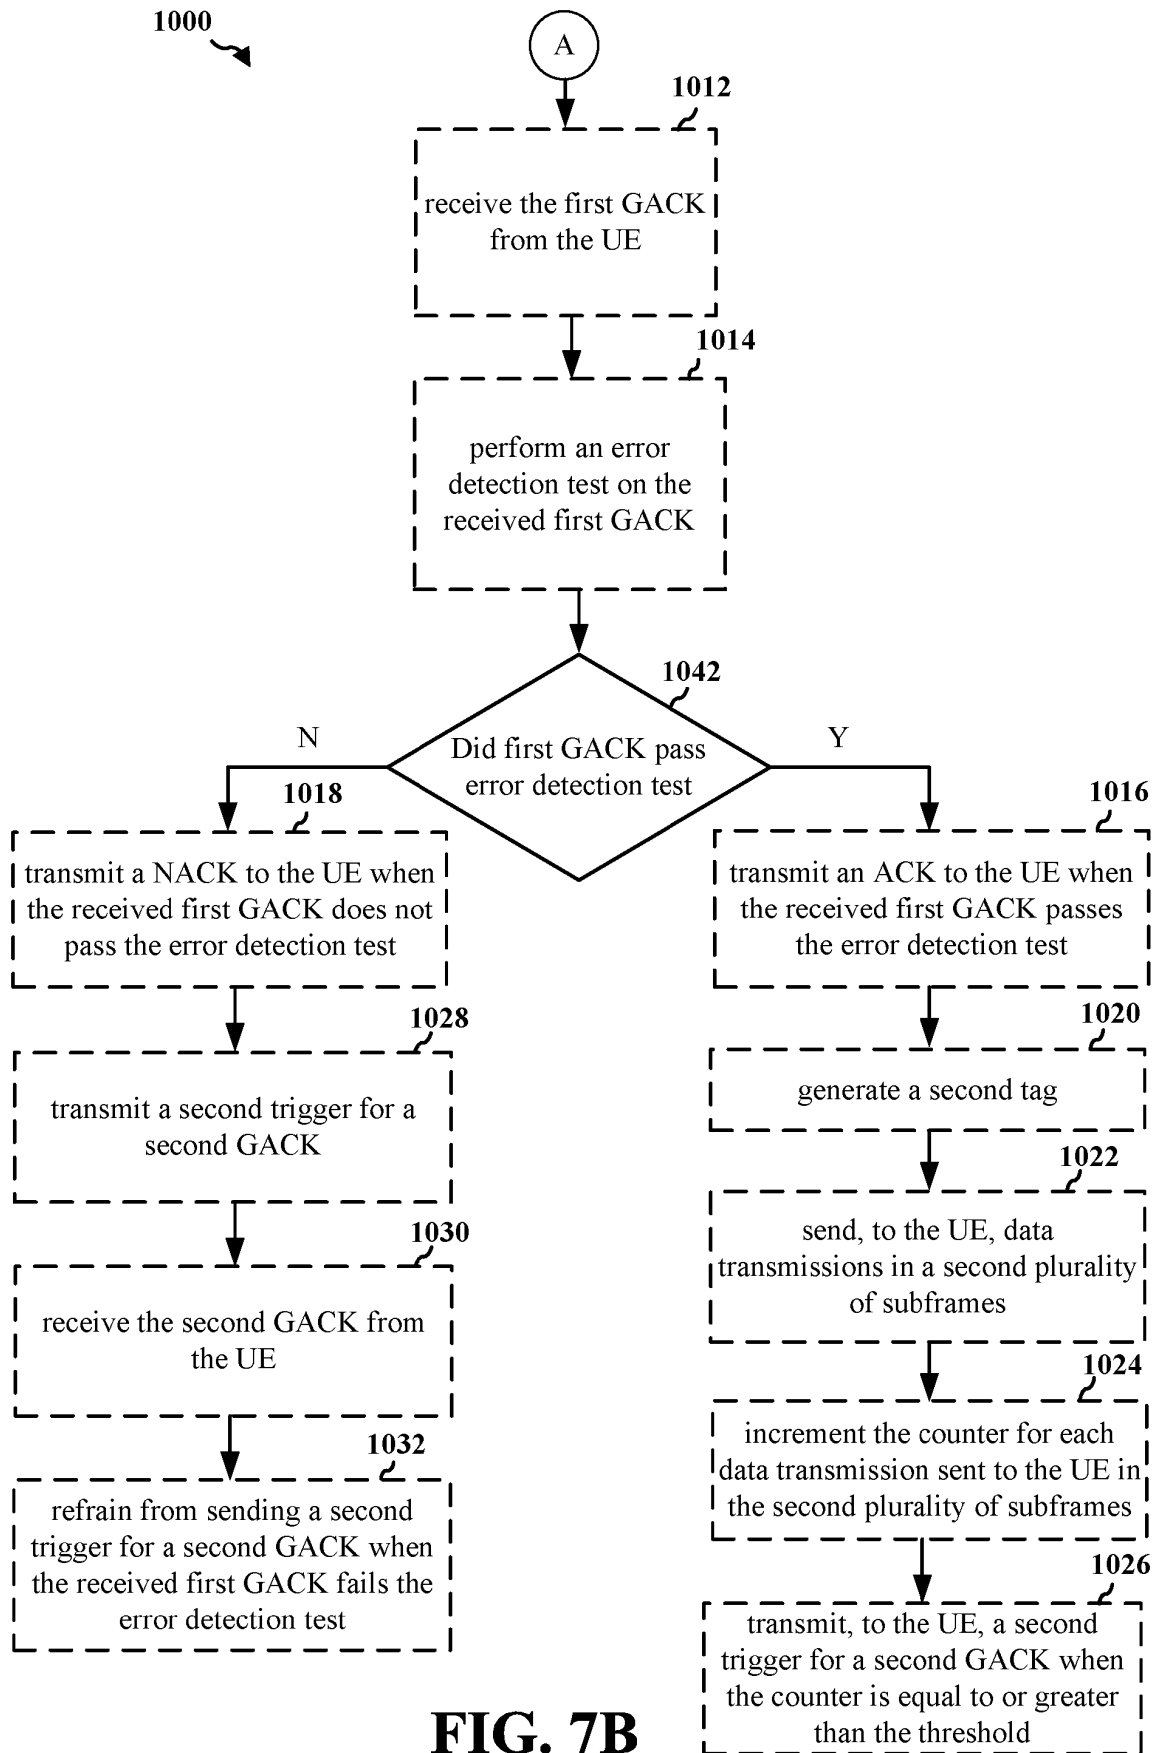 1000
A
1012
receive the first GACK
from the UE
1014
perform an error
detection test on the
received first GACK
1042
Did first GACK pass
error detection test
N
Y
1018
transmit a NACK to the UE when
the received first GACK does not
pass the error detection test
1028
transmit a second trigger for a
second GACK
1030
receive the second GACK from
the UE
1032
refrain from sending a second
trigger for a second GACK when
the received first GACK fails the
error detection test
1016
transmit an ACK to the UE when
the received first GACK passes
the error detection test
1020
generate a second tag
1022
send, to the UE, data
transmissions in a second plurality
of subframes
1024
increment the counter for each
data transmission sent to the UE in
the second plurality of subframes
1026
transmit, to the UE, a second
trigger for a second GACK when
the counter is equal to or greater
than the threshold
FIG. 7B